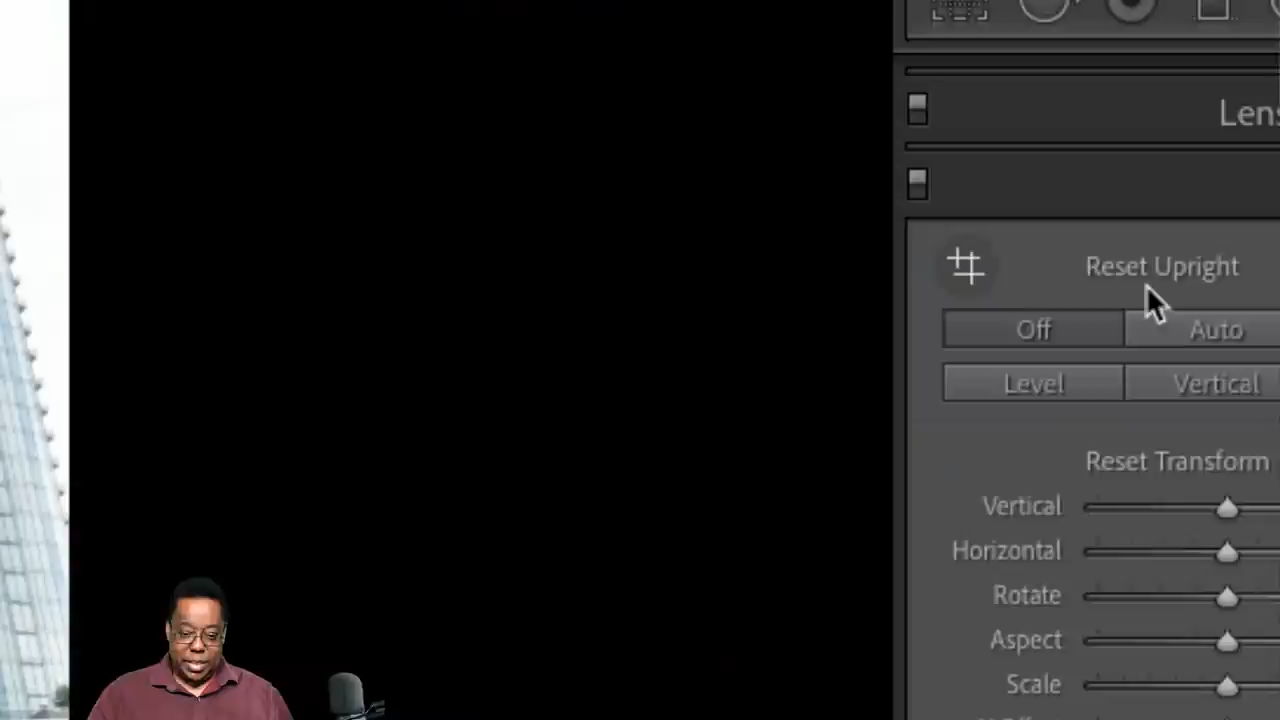 Lens
Reset Upright
Off Auto
Level Vertical
Reset Transform
Vertical
Horizontal
Rotate
Aspect
Scale